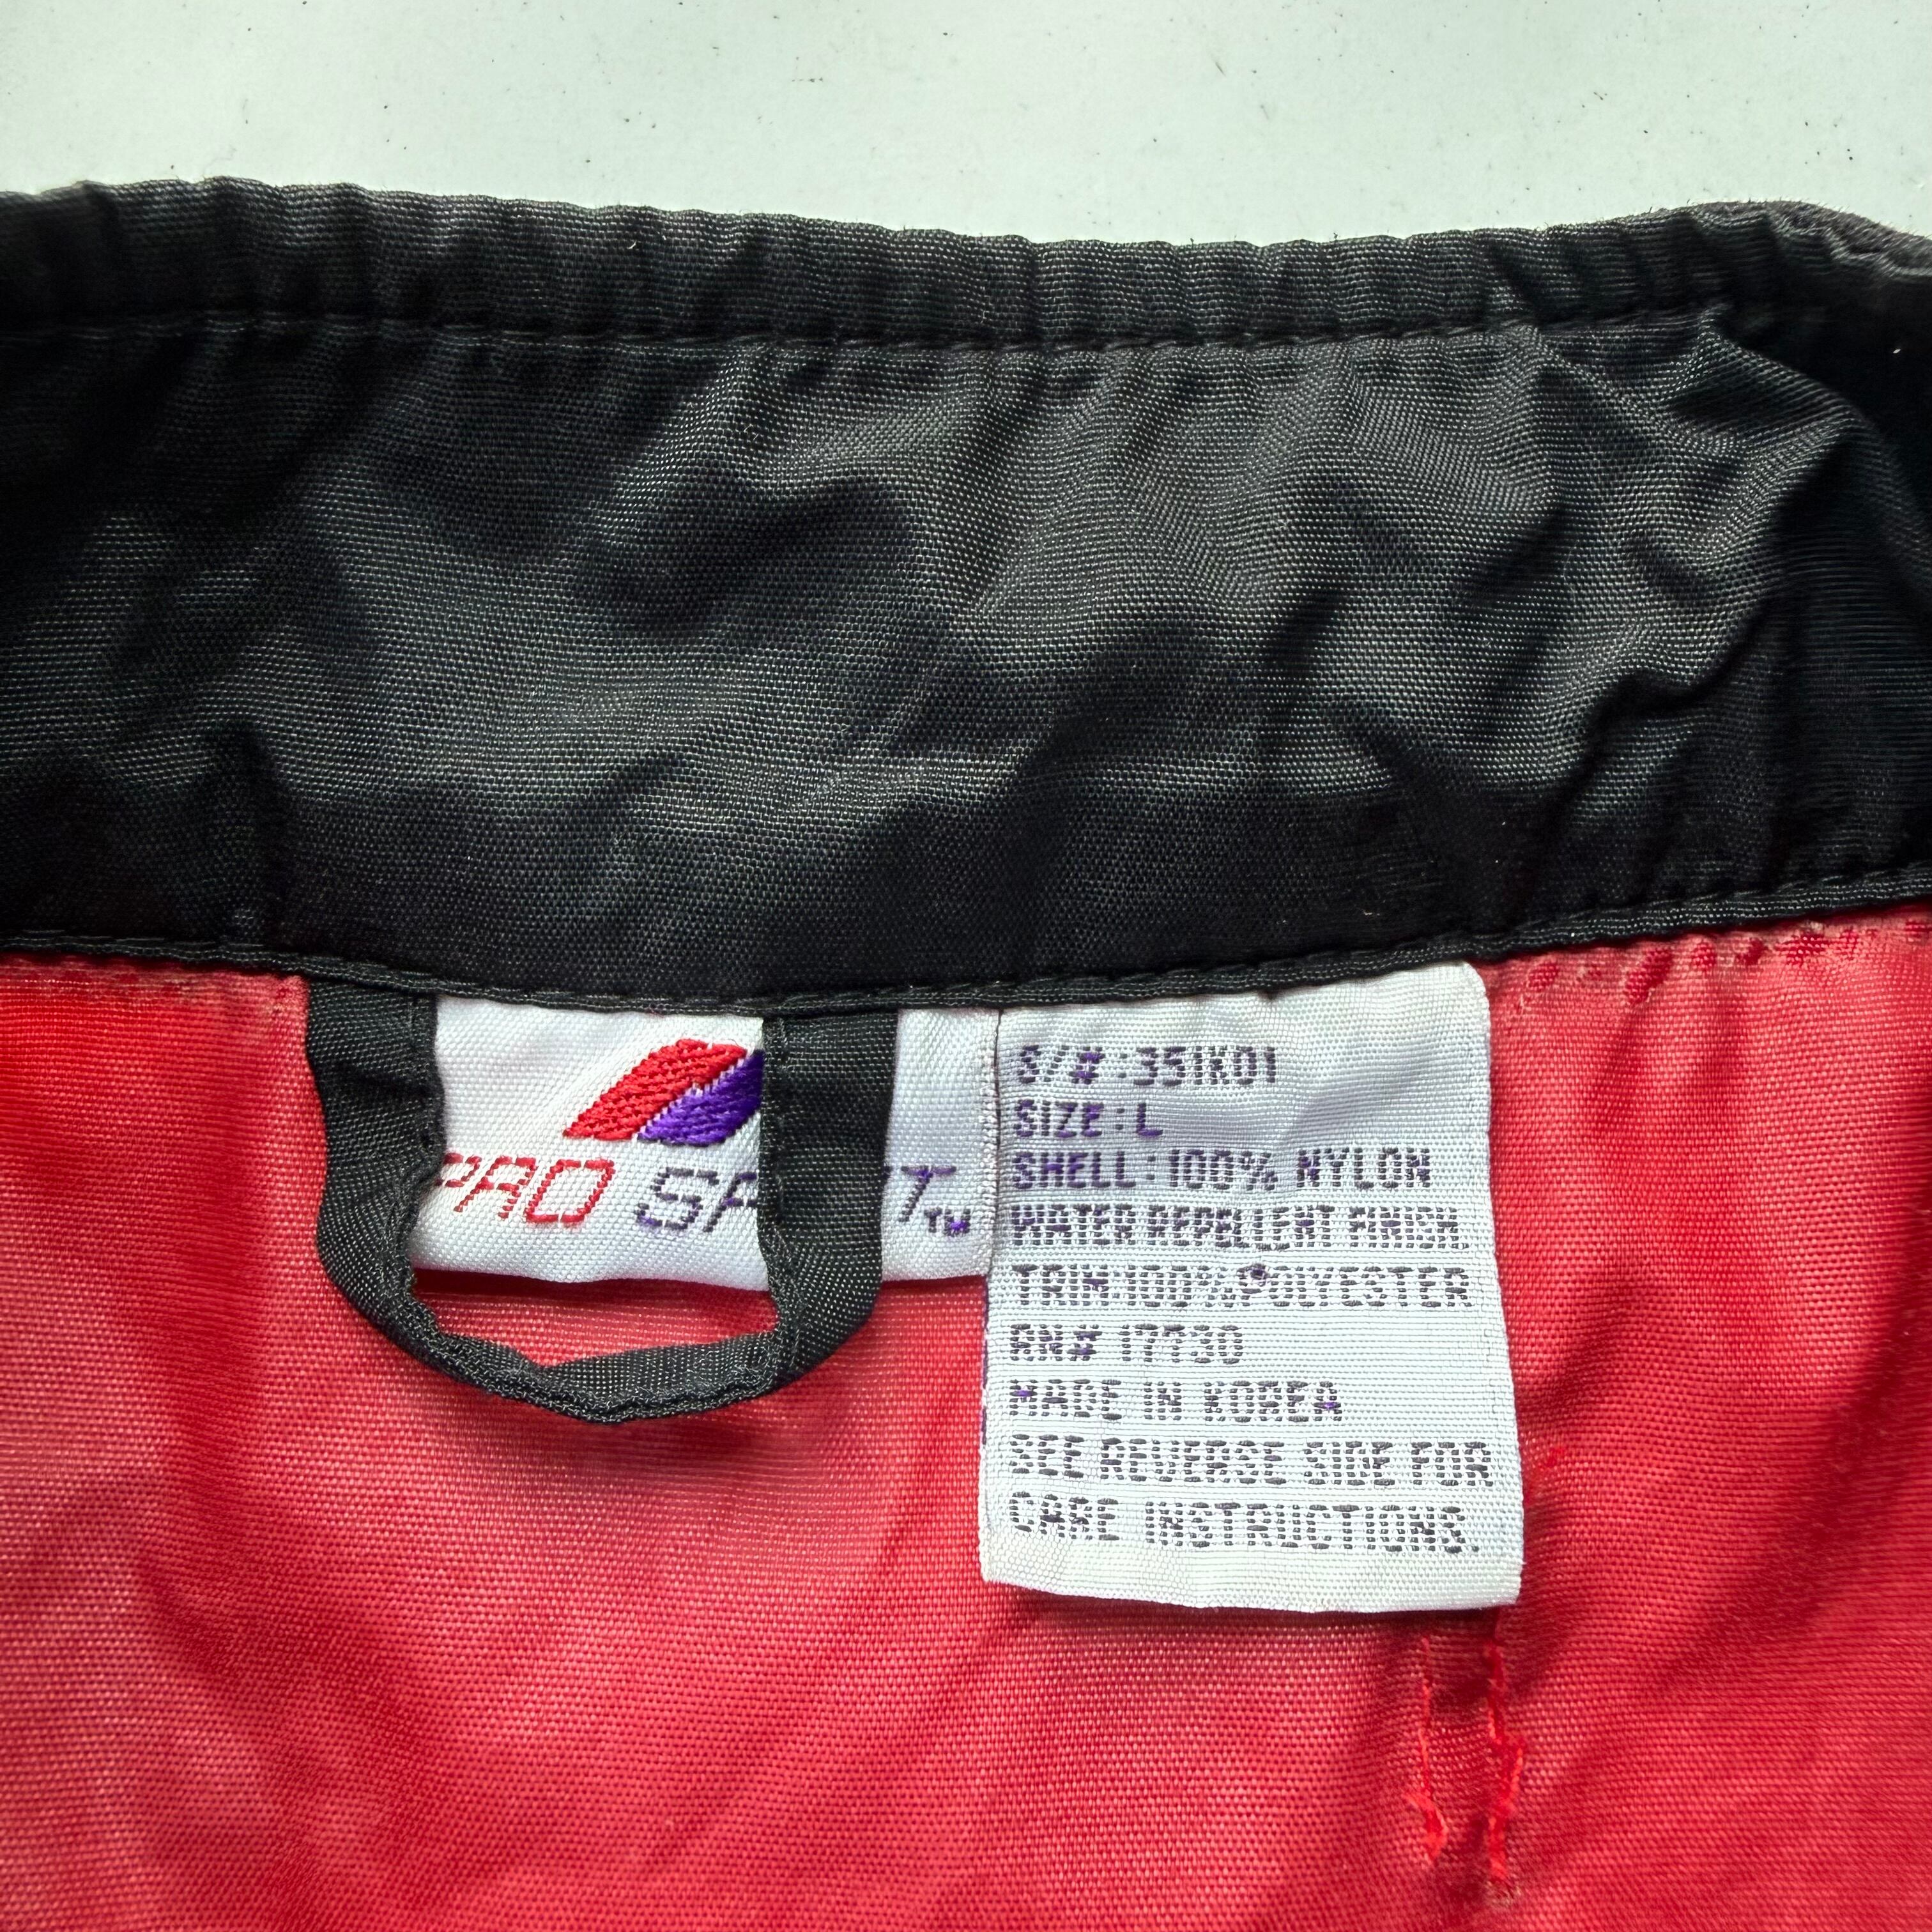 PRO SP T™
S/#:351K01
SIZE:L
SHELL:100% NYLON
WATER REPELLENT FINISH
TRIM:100% POLYESTER
RN# 17730
MADE IN KOREA
SEE REVERSE SIDE FOR
CARE INSTRUCTIONS.